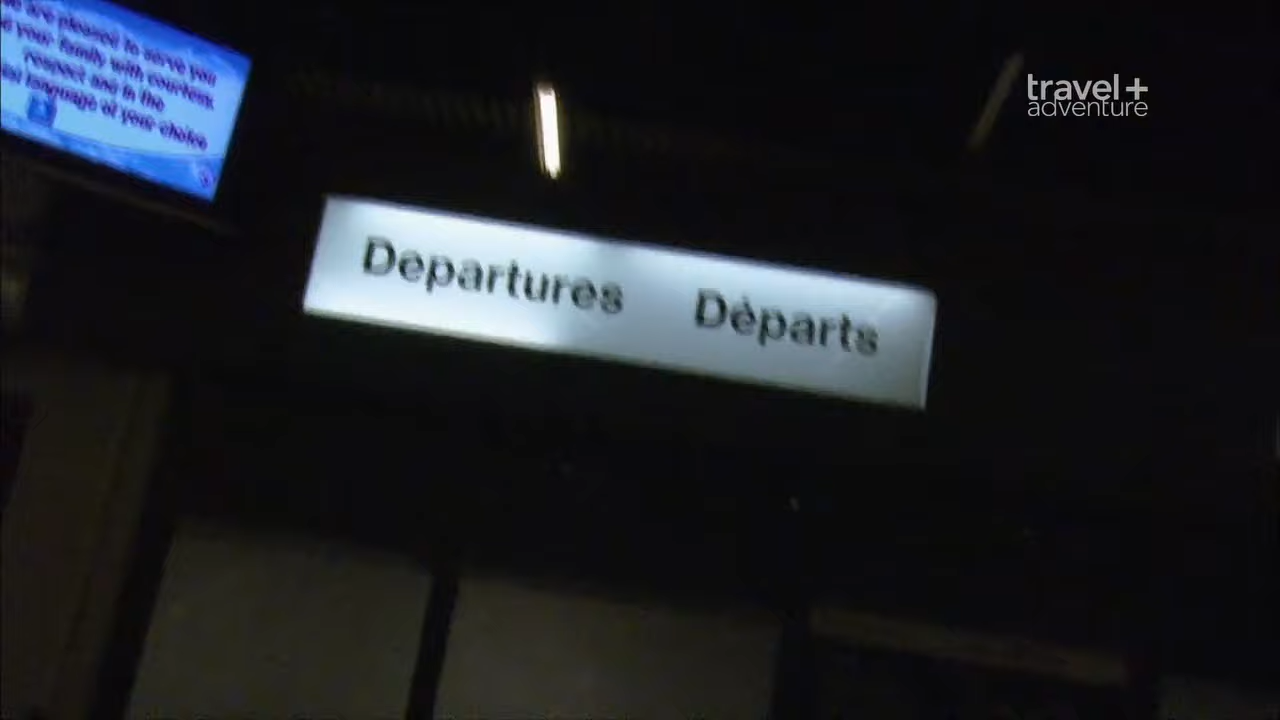 are pleased to serve you
your family with courtesy,
respect and in the
language of your choice
travel+
adventure
Departures Départs